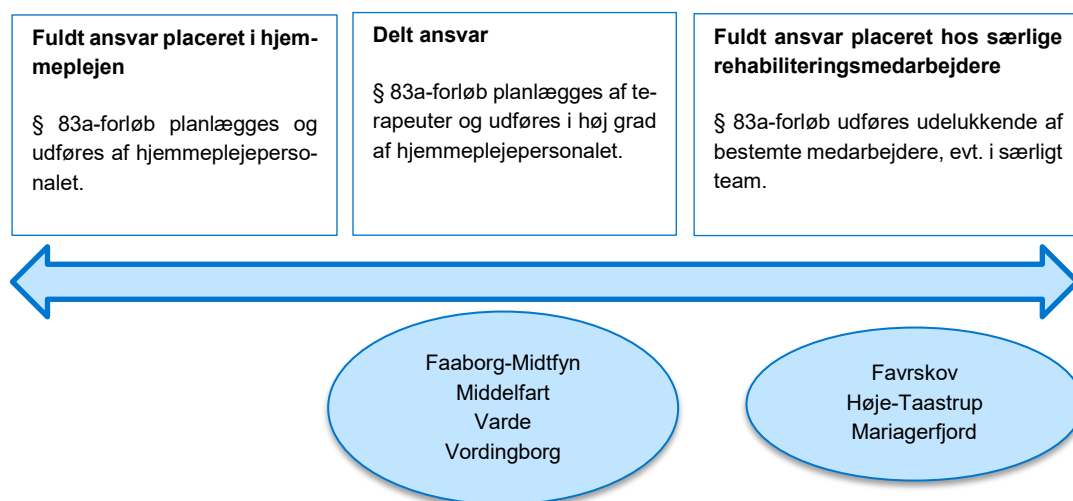 Fuldt ansvar placeret i hjem-
meplejen
§ 83a-forløb planlægges og
udføres af hjemmeplejeperso-
nalet.
Delt ansvar
§ 83a-forløb planlægges af te-
rapeuter og udføres i høj grad
af hjemmeplejepersonalet.
Fuldt ansvar placeret hos særlige
rehabiliteringsmedarbejdere
§ 83a-forløb udføres udelukkende af
bestemte medarbejdere, evt. i særligt
team.
Faaborg-Midtfyn
Middelfart
Varde
Vordingborg
Favrskov
Høje-Taastrup
Mariagerfjord